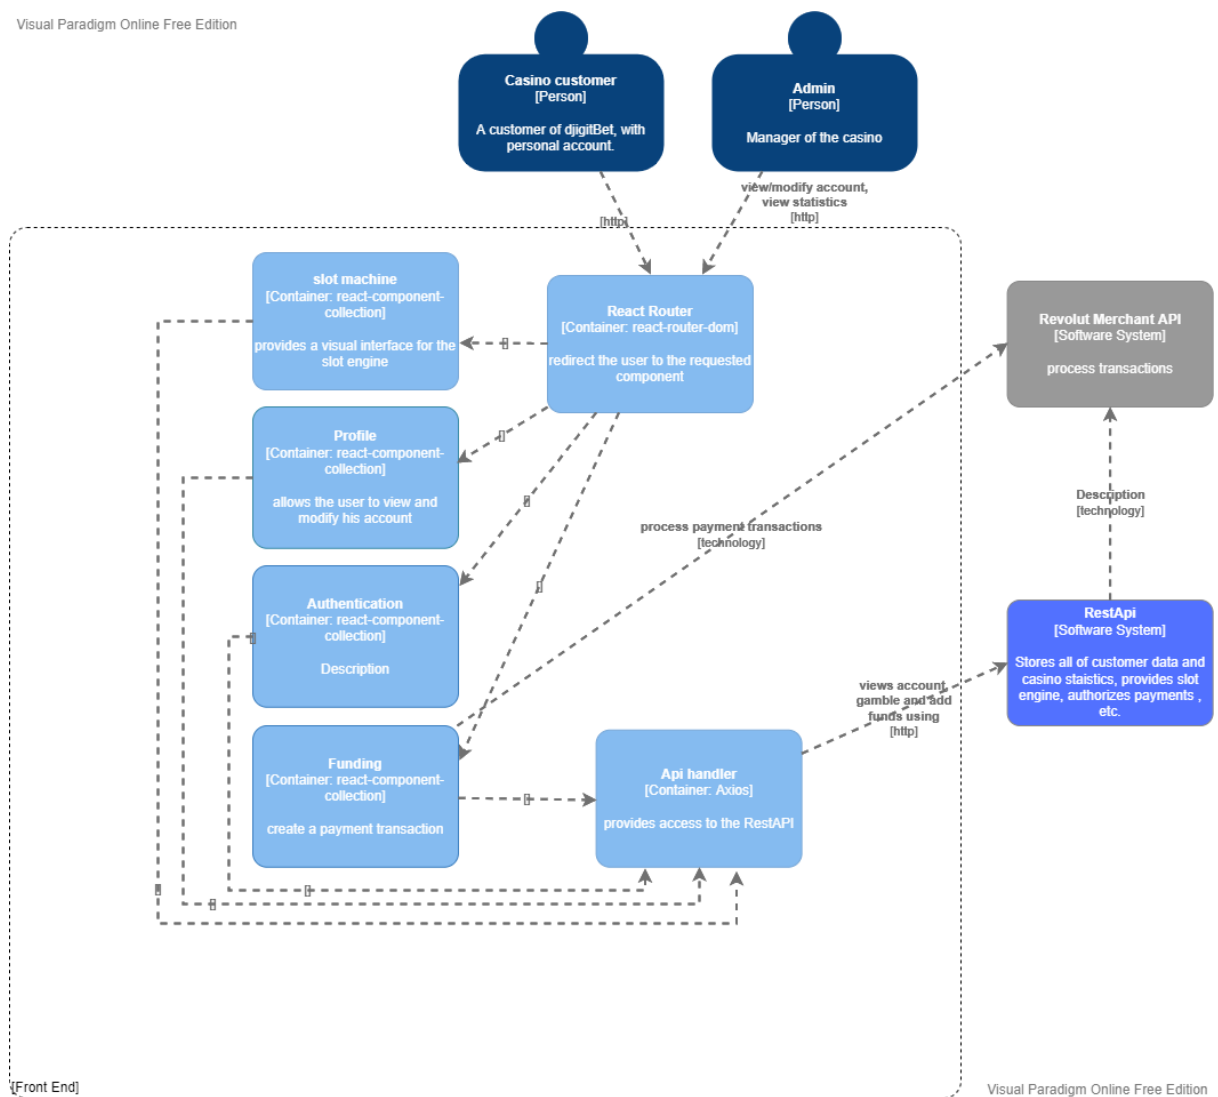 Visual Paradigm Online Free Edition
Casino customer
[Person]
A customer of djigitBet, with
personal account.
Admin
[Person]
Manager of the casino
view/modify account,
view statistics
[http]
[http]
slot machine
[Container: react-component-
collection]
provides a visual interface for the
slot engine
React Router
[Container: react-router-dom]
redirect the user to the requested
component
Revolut Merchant API
[Software System]
process transactions
[]
Profile
[Container: react-component-
collection]
allows the user to view and
modify his account
[]
[]
process payment transactions
[technology]
Description
[technology]
Authentication
[Container: react-component-
collection]
Description
[]
[]
RestApi
[Software System]
Stores all of customer data and
casino staistics, provides slot
engine, authorizes payments ,
etc.
views account,
gamble and add
funds using
[http]
Funding
[Container: react-component-
collection]
create a payment transaction
[]
Api handler
[Container: Axios]
provides access to the RestAPI
[]
[]
[]
[]
[Front End]
Visual Paradigm Online Free Edition